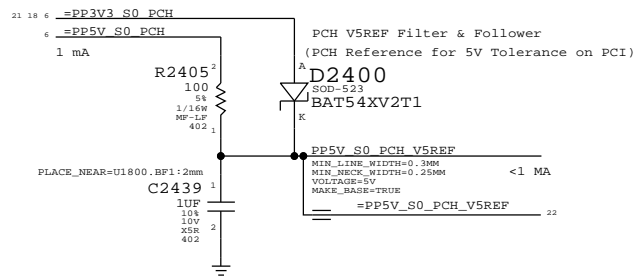 21 18 6 =PP3V3_S0_PCH
6 =PP5V_S0_PCH
1 mA
PCH V5REF Filter & Follower
(PCH Reference for 5V Tolerance on PCI)
R2405 2
100
5%
1/16W
MF-LF
402 1
A
D2400
SOD-523
BAT54XV2T1
K
PP5V_S0_PCH_V5REF
MIN_LINE_WIDTH=0.3MM
MIN_NECK_WIDTH=0.25MM
VOLTAGE=5V
MAKE_BASE=TRUE
<1 MA
=PP5V_S0_PCH_V5REF 22
PLACE_NEAR=U1800.BF1:2mm
C2439 1
1UF
10%
10V
X5R
402
2